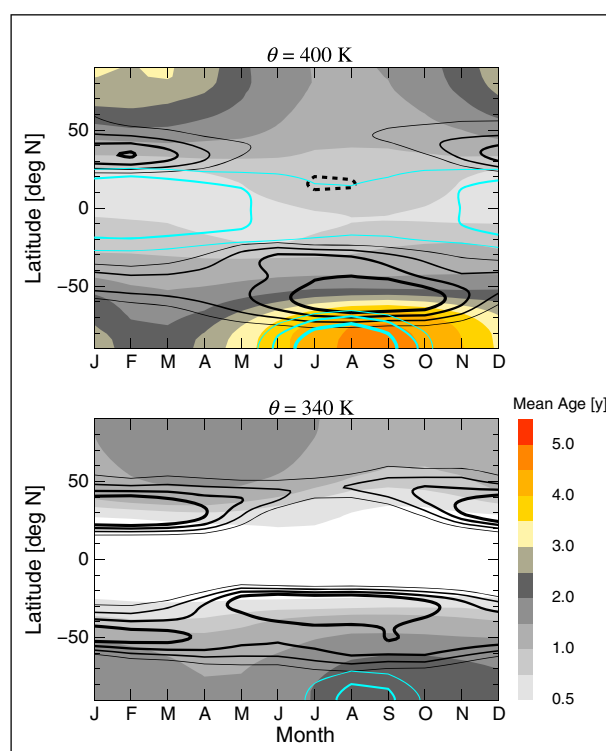 θ = 400 K
Latitude [deg N]
50
0
−50
J F M A M J J A S O N D
θ = 340 K
Latitude [deg N]
50
0
−50
J F M A M J J A S O N D
Month
Mean Age [y]
5.0
4.0
3.0
2.0
1.0
0.5